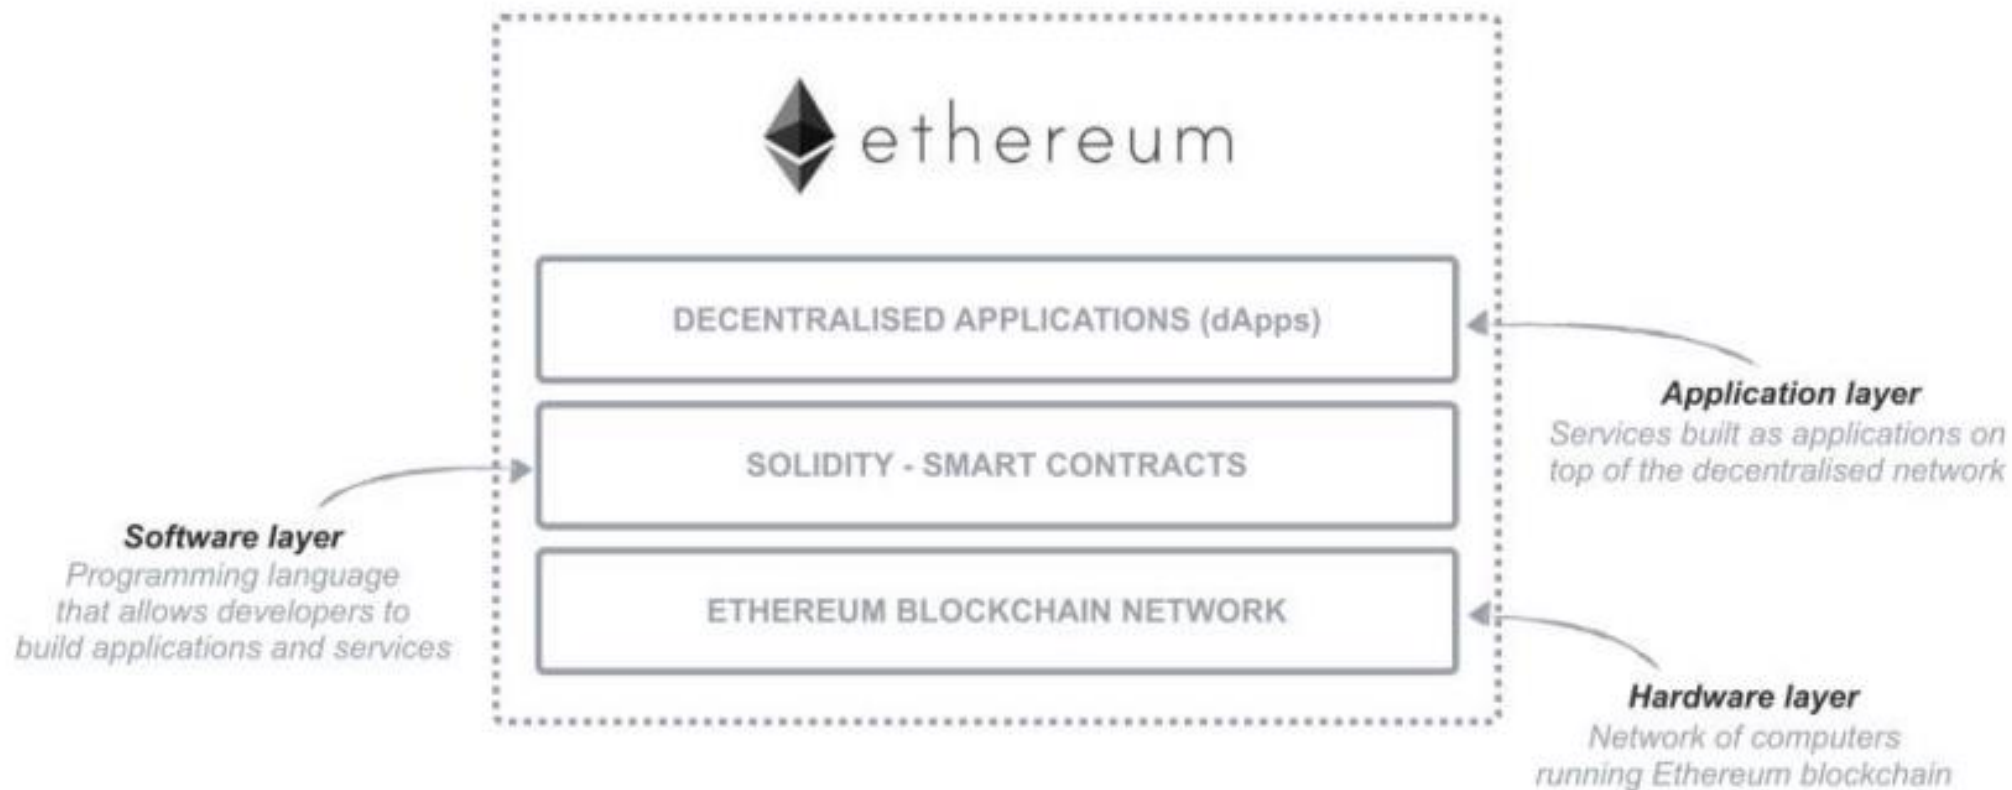 ethereum
DECENTRALISED APPLICATIONS (dApps)
Application layer
Services built as applications on
top of the decentralised network
SOLIDITY - SMART CONTRACTS
Software layer
Programming language
that allows developers to
build applications and services
ETHEREUM BLOCKCHAIN NETWORK
Hardware layer
Network of computers
running Ethereum blockchain